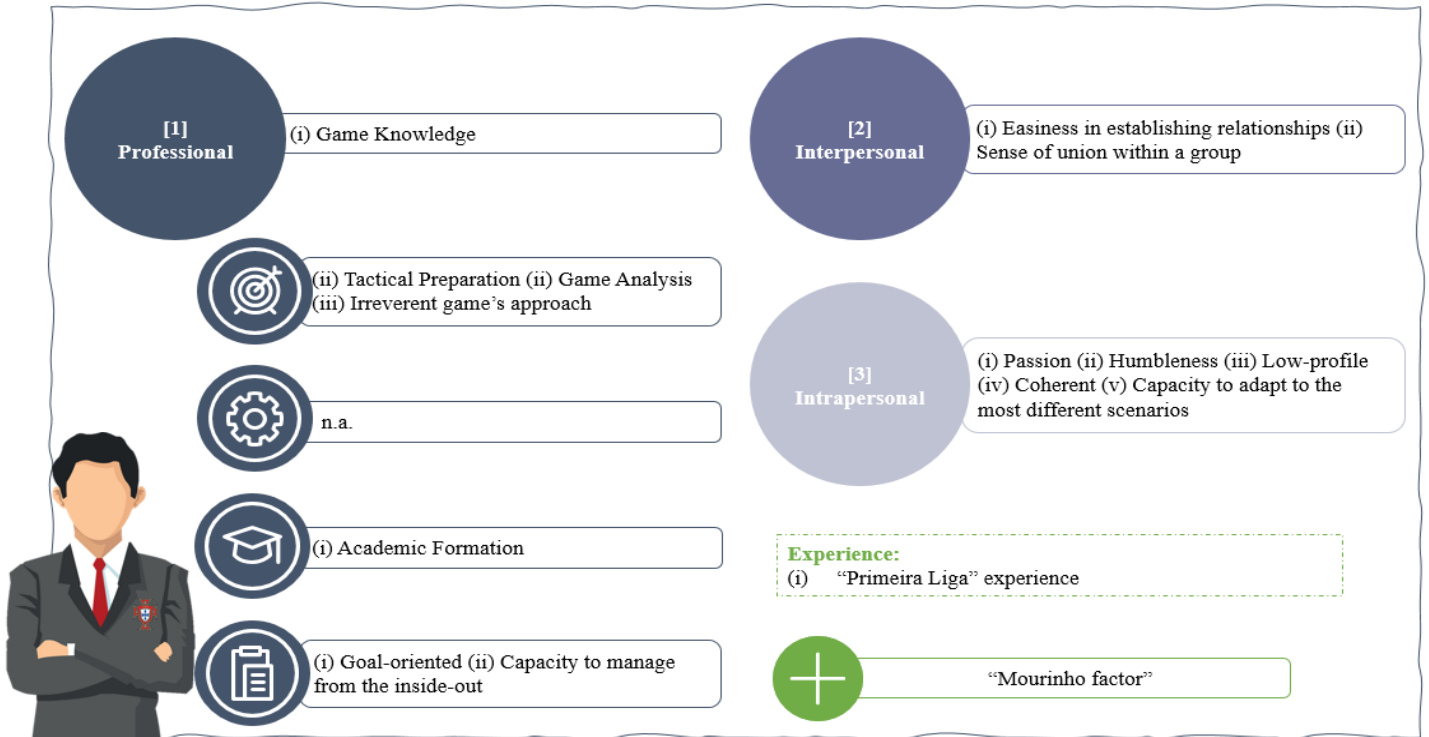 [1]
Professional
(i) Game Knowledge
(ii) Tactical Preparation (ii) Game Analysis
(iii) Irreverent game’s approach
n.a.
(i) Academic Formation
(i) Goal-oriented (ii) Capacity to manage
from the inside-out
[2]
Interpersonal
(i) Easiness in establishing relationships (ii)
Sense of union within a group
[3]
Intrapersonal
(i) Passion (ii) Humbleness (iii) Low-profile
(iv) Coherent (v) Capacity to adapt to the
most different scenarios
Experience:
(i) “Primeira Liga” experience
“Mourinho factor”